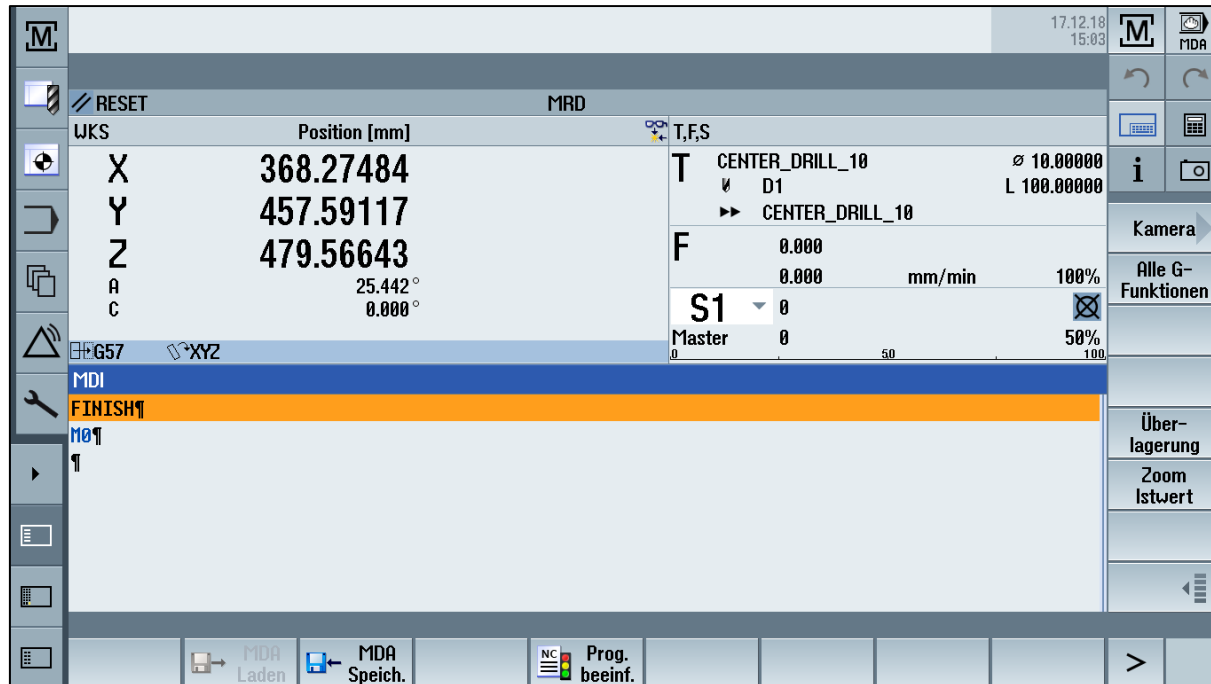 M
17.12.18
15:03
M
MDA
RESET
MRD
WKS Position [mm]
T,F,S
X 368.27484
Y 457.59117
Z 479.56643
A 25.442°
C 0.000°
G57 XYZ
T CENTER_DRILL_10 ⌀ 10.00000
D1 L 100.00000
CENTER_DRILL_10
F 0.000
0.000 mm/min 100%
S1 0
Master 0 50%
0 50 100
MDI
FINISH¶
M0¶
¶
i
Kamera
Alle G-
Funktionen
Über-
lagerung
Zoom
Istwert
MDA
Laden
MDA
Speich.
NC
Prog.
beeinf.
>